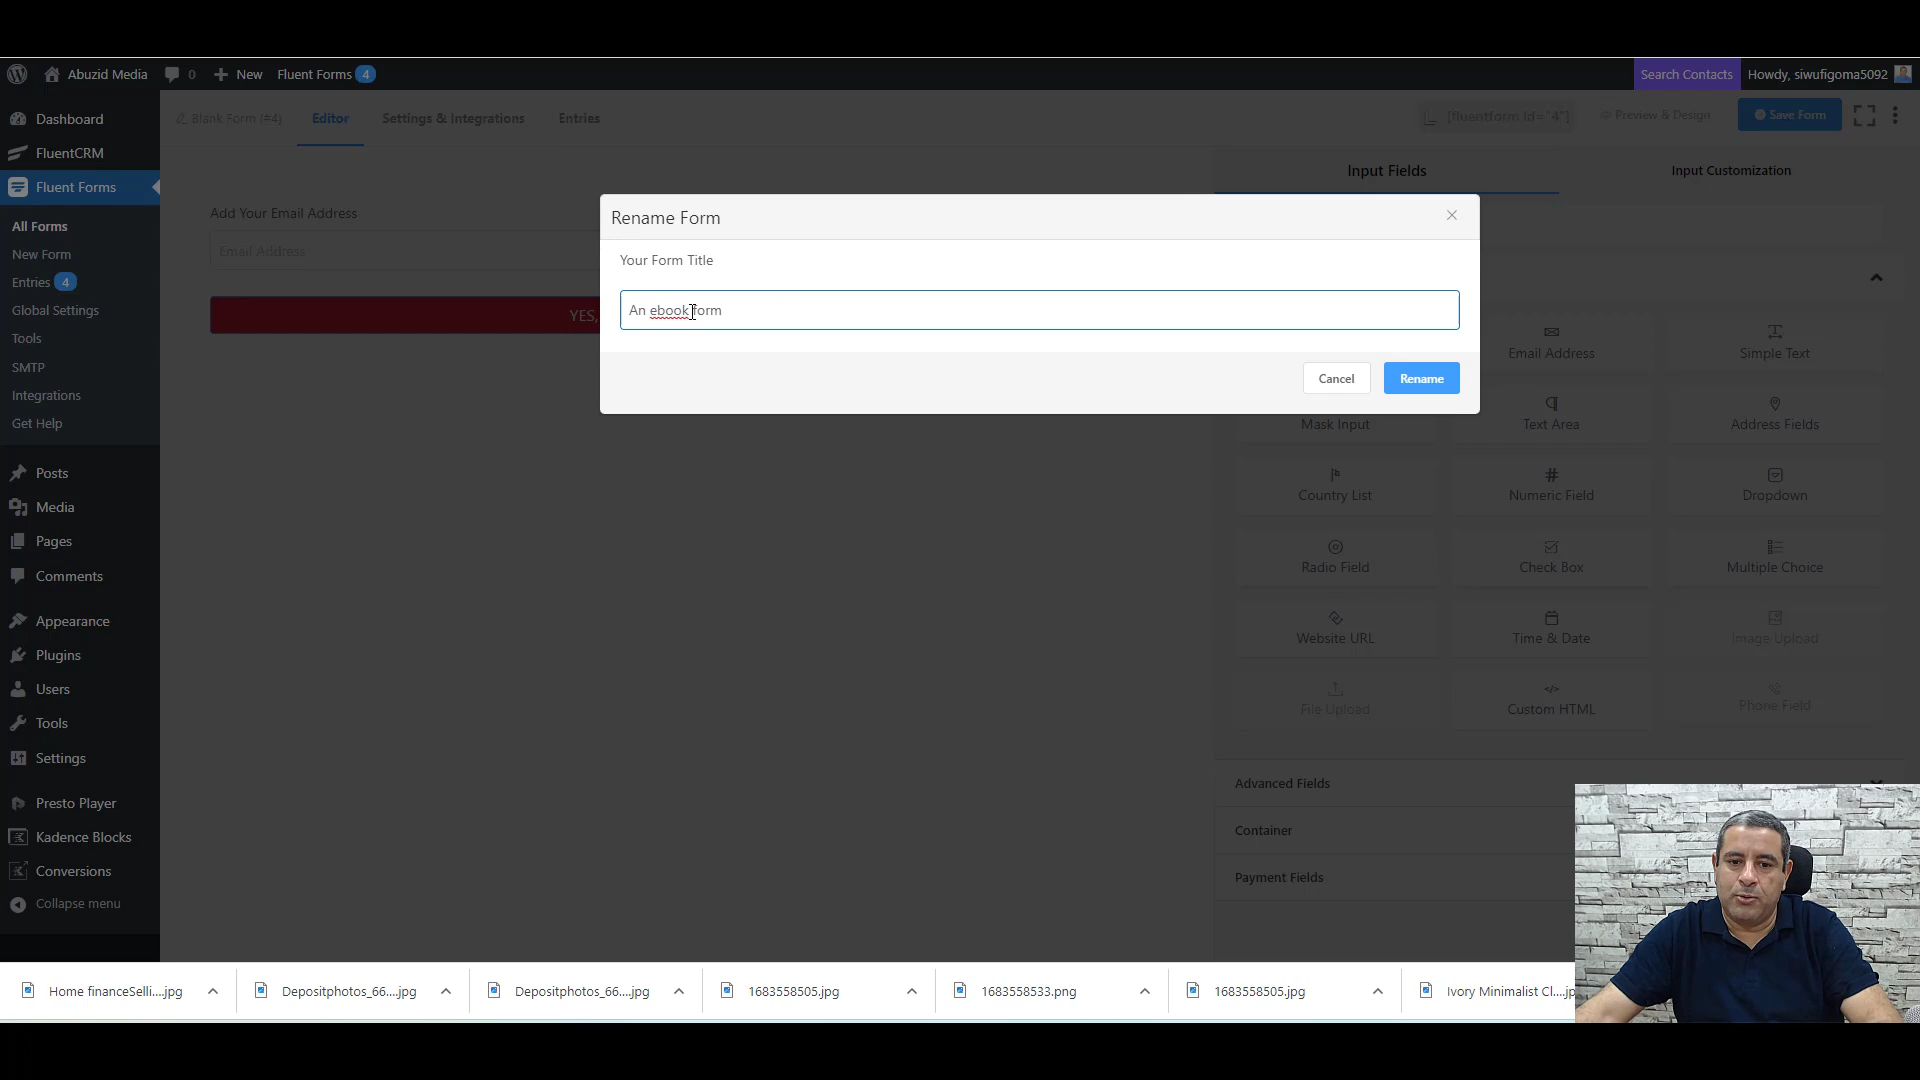 Abuzid Media
0
New
Fluent Forms 4
Search Contacts
Howdy, siwufigoma5092
Dashboard
FluentCRM
Fluent Forms
All Forms
New Form
Entries 4
Global Settings
Tools
SMTP
Integrations
Get Help
Posts
Media
Pages
Comments
Appearance
Plugins
Users
Tools
Settings
Presto Player
Kadence Blocks
Conversions
Collapse menu
Blank Form (#4)
Editor
Settings & Integrations
Entries
[fluentform id="4"]
Preview & Design
Save Form
Add Your Email Address
Email Address
YES,
Rename Form
Your Form Title
An ebook form
Cancel
Rename
Input Fields
Input Customization
Email Address
Simple Text
Mask Input
Text Area
Address Fields
Country List
Numeric Field
Dropdown
Radio Field
Check Box
Multiple Choice
Website URL
Time & Date
Image Upload
File Upload
Custom HTML
Phone Field
Advanced Fields
Container
Payment Fields
Home financeSelli....jpg
Depositphotos_66....jpg
Depositphotos_66....jpg
1683558505.jpg
1683558533.png
1683558505.jpg
Ivory Minimalist Cl....jp